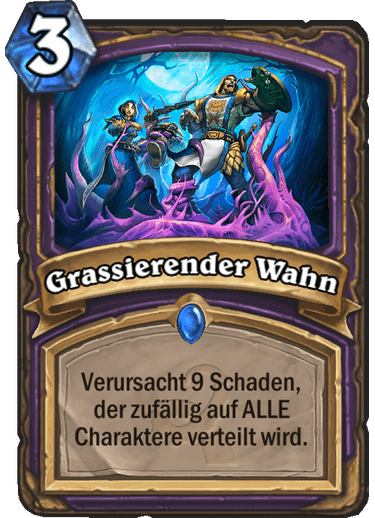 3
Grassierender Wahn
Verursacht 9 Schaden,
der zufällig auf ALLE
Charaktere verteilt wird.